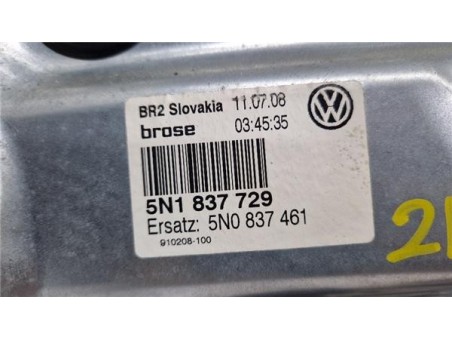 BR2 Slovakia 11.07.08
brose 03:45:35
5N1 837 729
Ersatz: 5N0 837 461
910208-100